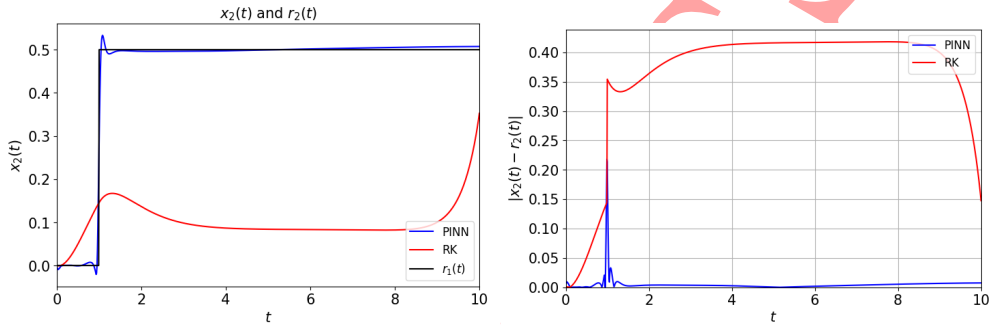 x₂(t) and r₂(t)
x₂(t)
0.5
0.4
0.3
0.2
0.1
0.0
PINN
RK
r₁(t)
0 2 4 6 8 10
t
|x₂(t) − r₂(t)|
0.40
0.35
0.30
0.25
0.20
0.15
0.10
0.05
0.00
PINN
RK
0 2 4 6 8 10
t